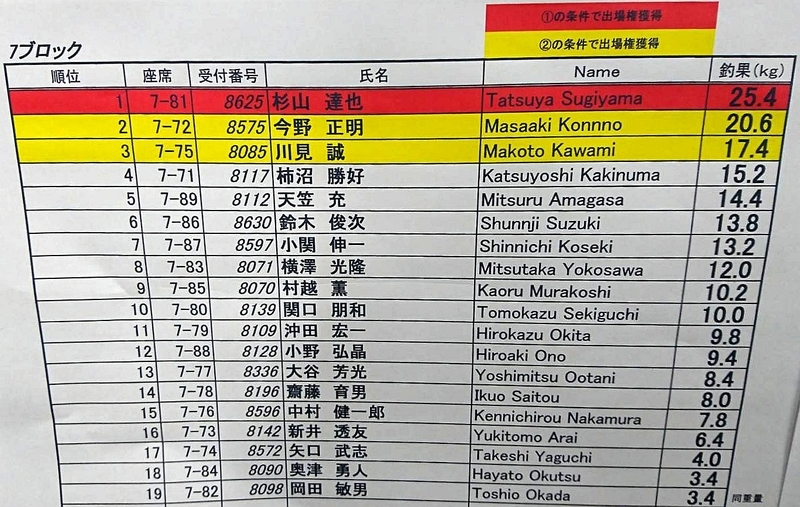 ①の条件で出場権獲得
②の条件で出場権獲得
7ブロック
順位 座席 受付番号 氏名 Name 釣果(kg)
1 7-81 8625 杉山 達也 Tatsuya Sugiyama 25.4
2 7-72 8575 今野 正明 Masaaki Konnno 20.6
3 7-75 8085 川見 誠 Makoto Kawami 17.4
4 7-71 8117 柿沼 勝好 Katsuyoshi Kakinuma 15.2
5 7-89 8112 天笠 充 Mitsuru Amagasa 14.4
6 7-86 8630 鈴木 俊次 Shunnji Suzuki 13.8
7 7-87 8597 小関 伸一 Shinnichi Koseki 13.2
8 7-83 8071 横澤 光隆 Mitsutaka Yokosawa 12.0
9 7-85 8070 村越 薫 Kaoru Murakoshi 10.2
10 7-80 8139 関口 朋和 Tomokazu Sekiguchi 10.0
11 7-79 8109 沖田 宏一 Hirokazu Okita 9.8
12 7-88 8128 小野 弘晶 Hiroaki Ono 9.4
13 7-77 8336 大谷 芳光 Yoshimitsu Ootani 8.4
14 7-78 8196 齋藤 育男 Ikuo Saitou 8.0
15 7-76 8596 中村 健一郎 Kennichirou Nakamura 7.8
16 7-73 8142 新井 透友 Yukitomo Arai 6.4
17 7-74 8572 矢口 武志 Takeshi Yaguchi 4.0
18 7-84 8090 奥津 勇人 Hayato Okutsu 3.4
19 7-82 8098 岡田 敏男 Toshio Okada 3.4 同重量